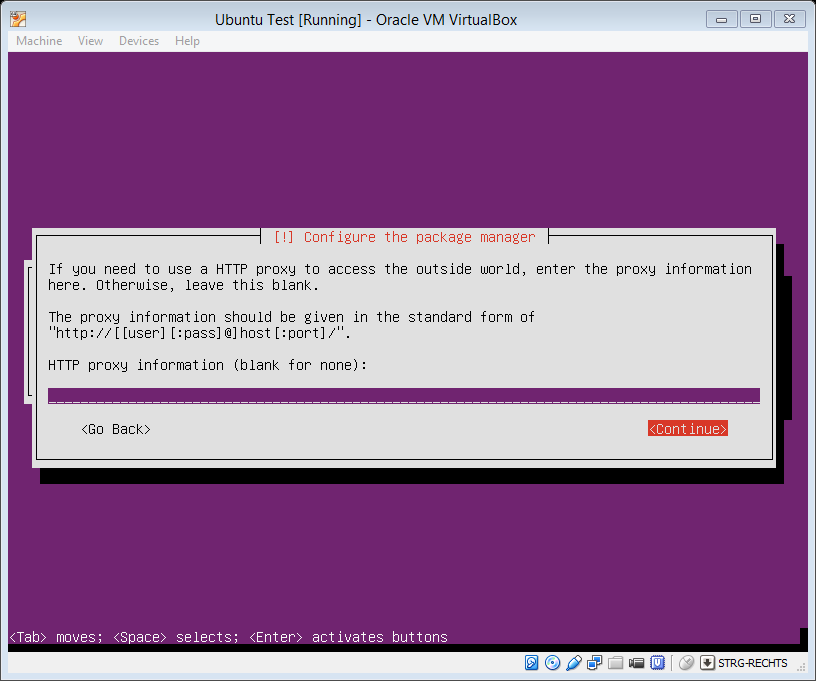 Ubuntu Test [Running] - Oracle VM VirtualBox
Machine View Devices Help
[!] Configure the package manager
If you need to use a HTTP proxy to access the outside world, enter the proxy information
here. Otherwise, leave this blank.
The proxy information should be given in the standard form of
"http://[[user][:pass]@]host[:port]/".
HTTP proxy information (blank for none):
<Go Back> <Continue>
<Tab> moves; <Space> selects; <Enter> activates buttons
STRG-RECHTS